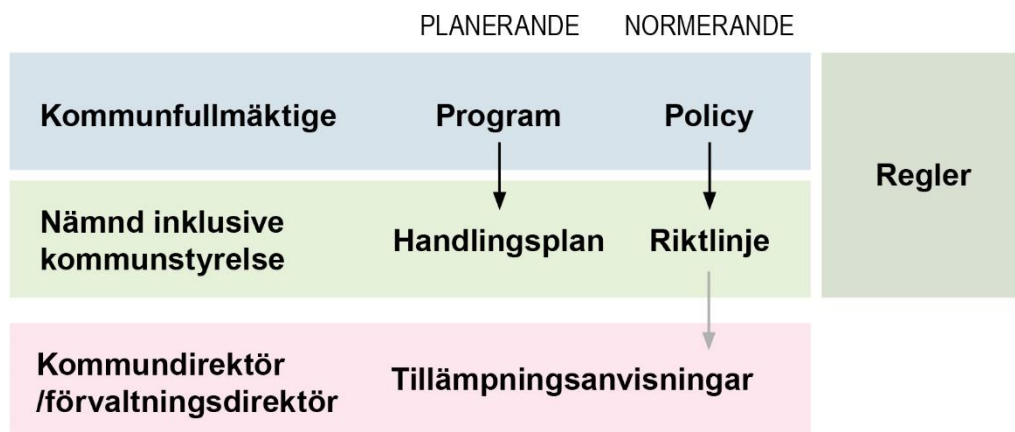 PLANERANDE NORMERANDE
Kommunfullmäktige Program Policy
Regler
Nämnd inklusive
kommunstyrelse
Handlingsplan Riktlinje
Kommundirektör
/förvaltningsdirektör
Tillämpningsanvisningar